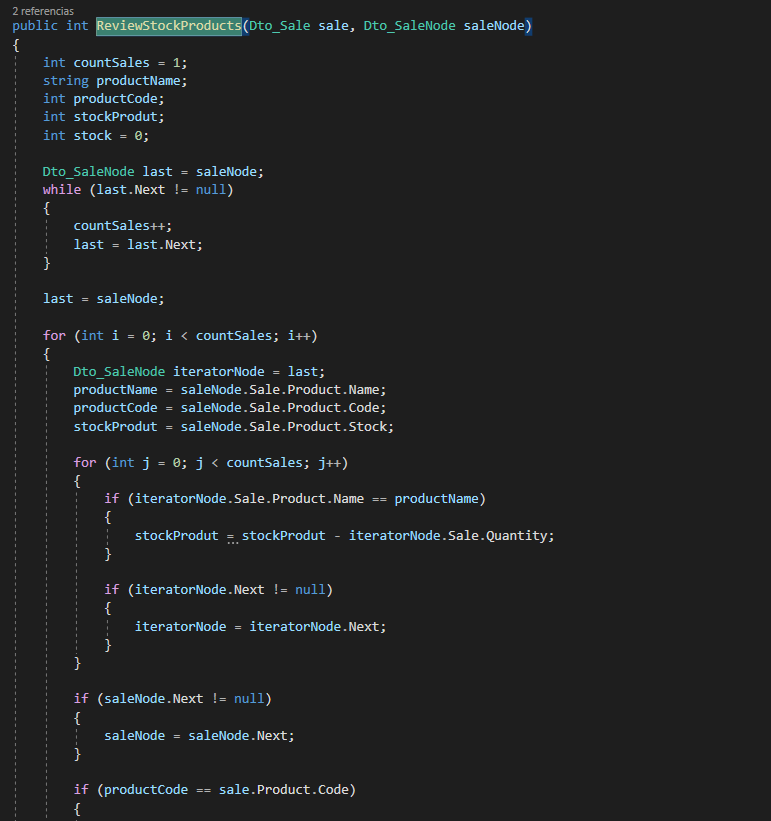 2 referencias
public int ReviewStockProducts(Dto_Sale sale, Dto_SaleNode saleNode)
{
int countSales = 1;
string productName;
int productCode;
int stockProdut;
int stock = 0;
Dto_SaleNode last = saleNode;
while (last.Next != null)
{
countSales++;
last = last.Next;
}
last = saleNode;
for (int i = 0; i < countSales; i++)
{
Dto_SaleNode iteratorNode = last;
productName = saleNode.Sale.Product.Name;
productCode = saleNode.Sale.Product.Code;
stockProdut = saleNode.Sale.Product.Stock;
for (int j = 0; j < countSales; j++)
{
if (iteratorNode.Sale.Product.Name == productName)
{
stockProdut = stockProdut - iteratorNode.Sale.Quantity;
}
if (iteratorNode.Next != null)
{
iteratorNode = iteratorNode.Next;
}
}
if (saleNode.Next != null)
{
saleNode = saleNode.Next;
}
if (productCode == sale.Product.Code)
{